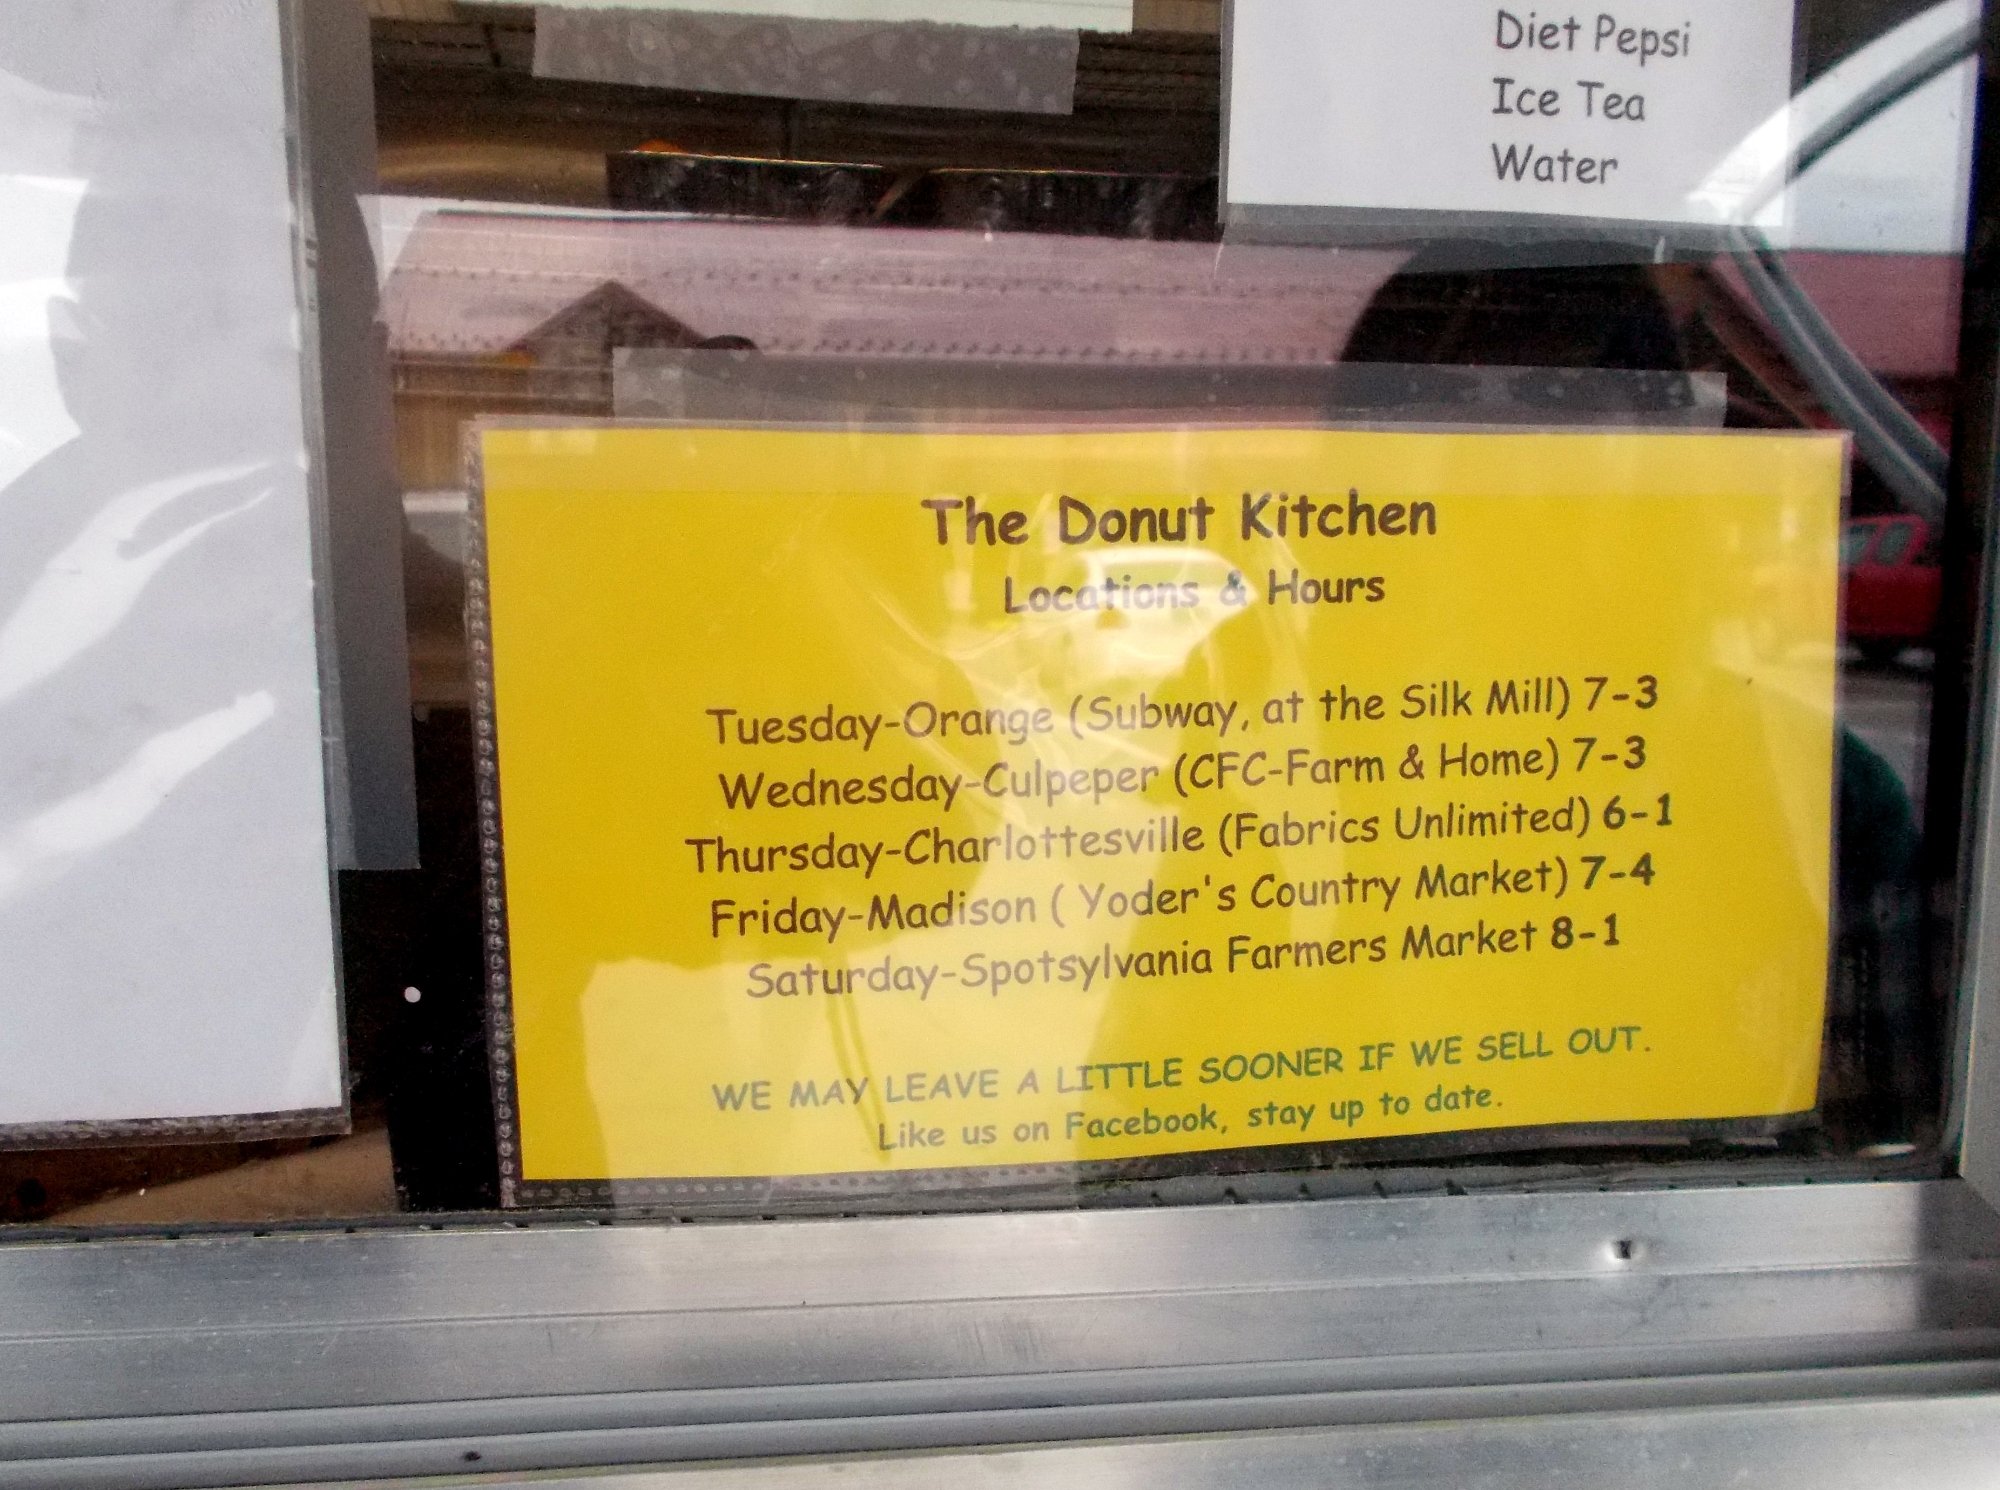 Diet Pepsi
Ice Tea
Water
The Donut Kitchen
Locations & Hours
Tuesday-Orange (Subway, at the Silk Mill) 7-3
Wednesday-Culpeper (CFC-Farm & Home) 7-3
Thursday-Charlottesville (Fabrics Unlimited) 6-1
Friday-Madison ( Yoder's Country Market) 7-4
Saturday-Spotsylvania Farmers Market 8-1
WE MAY LEAVE A LITTLE SOONER IF WE SELL OUT.
Like us on Facebook, stay up to date.